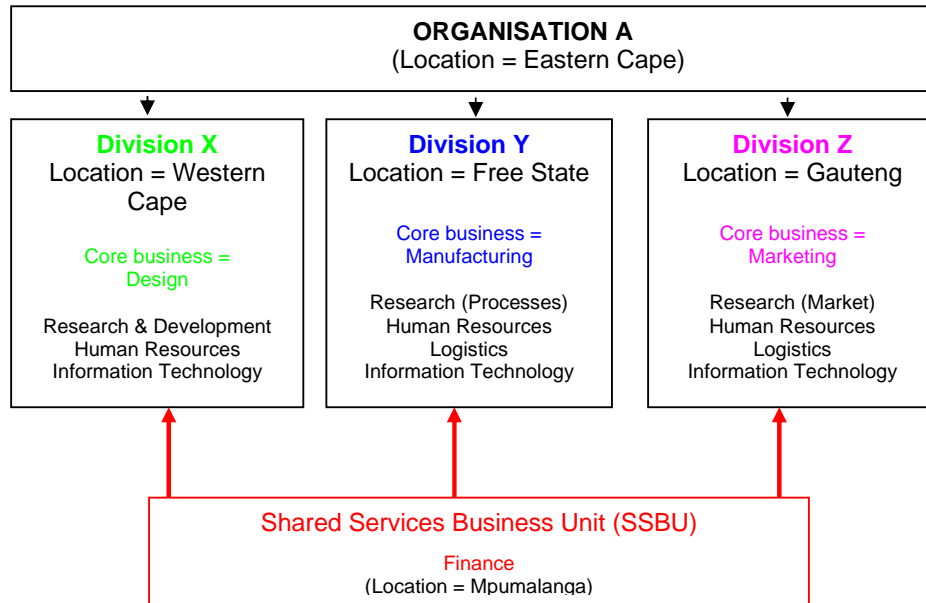 ORGANISATION A
(Location = Eastern Cape)
Division X
Location = Western
Cape
Core business =
Design
Research & Development
Human Resources
Information Technology
Division Y
Location = Free State
Core business =
Manufacturing
Research (Processes)
Human Resources
Logistics
Information Technology
Division Z
Location = Gauteng
Core business =
Marketing
Research (Market)
Human Resources
Logistics
Information Technology
Shared Services Business Unit (SSBU)
Finance
(Location = Mpumalanga)